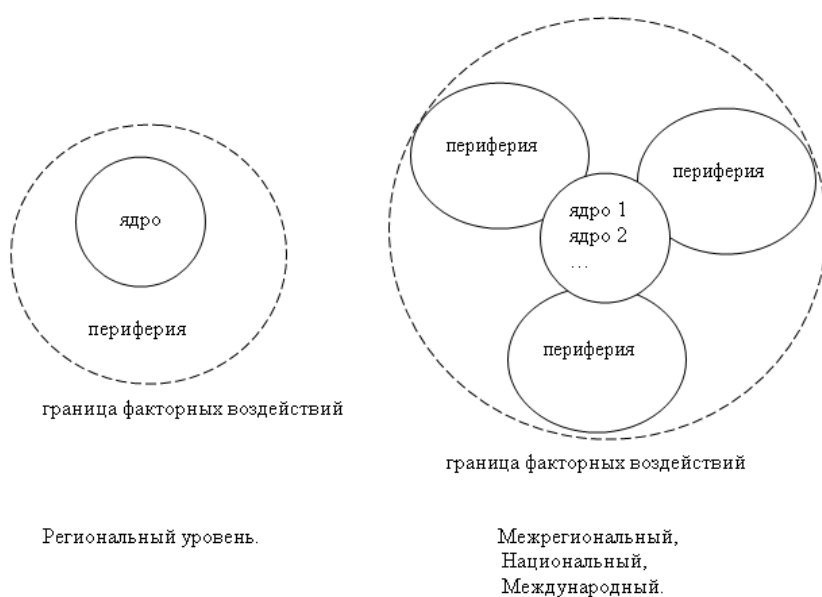 ядро
периферия
граница факторных воздействий
Региональный уровень.
периферия
периферия
ядро 1
ядро 2
...
периферия
граница факторных воздействий
Межрегиональный,
Национальный,
Международный.